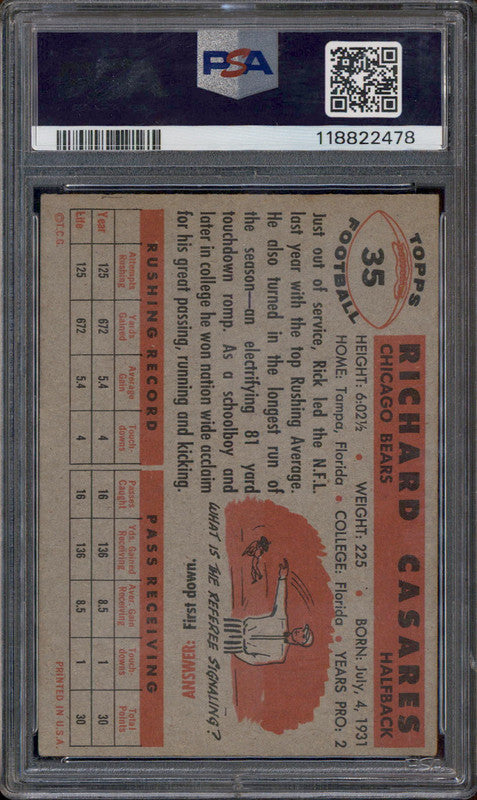 PSA
118822478
TOPPS
35
FOOTBALL
RICHARD CASARES
CHICAGO BEARS HALFBACK
HEIGHT: 6:02½ • WEIGHT: 225 • BORN: July, 4, 1931
HOME: Tampa, Florida • COLLEGE: Florida • YEARS PRO: 2
Just out of service, Rick led the N.F.L.
last year with the top Rushing Average.
He also turned in the longest run of
the season—an electrifying 81 yard
touchdown romp. As a schoolboy and
later in college he won nation wide acclaim
for his great passing, running and kicking.
WHAT IS THE REFEREE SIGNALING?
ANSWER: First down.
RUSHING RECORD PASS RECEIVING
Year Attempts Rushing Yards Gained Average Gain Touch-downs Passes Caught Yds. Gained Receiving Aver. Gain Receiving Touch-downs Total Points
Year 125 672 5.4 4 16 136 8.5 1 30
Life 125 672 5.4 4 16 136 8.5 1 30
©T.C.G. PRINTED IN U.S.A.